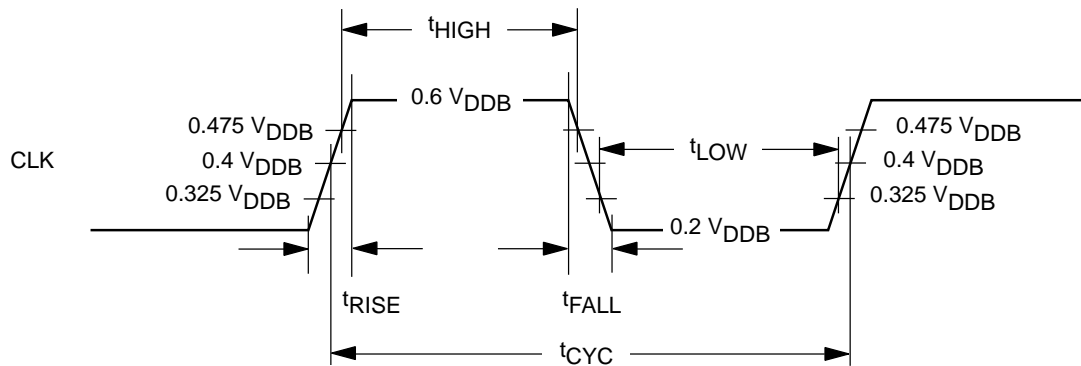 tHIGH
0.6 VDDB
0.475 VDDB
0.475 VDDB
CLK
0.4 VDDB
tLOW
0.4 VDDB
0.325 VDDB
0.325 VDDB
0.2 VDDB
tRISE
tFALL
tCYC